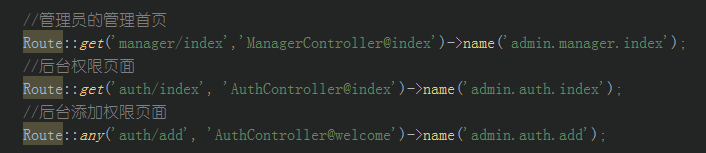 //管理员的管理首页
Route::get('manager/index','ManagerController@index')->name('admin.manager.index');
//后台权限页面
Route::get('auth/index', 'AuthController@index')->name('admin.auth.index');
//后台添加权限页面
Route::any('auth/add', 'AuthController@welcome')->name('admin.auth.add');